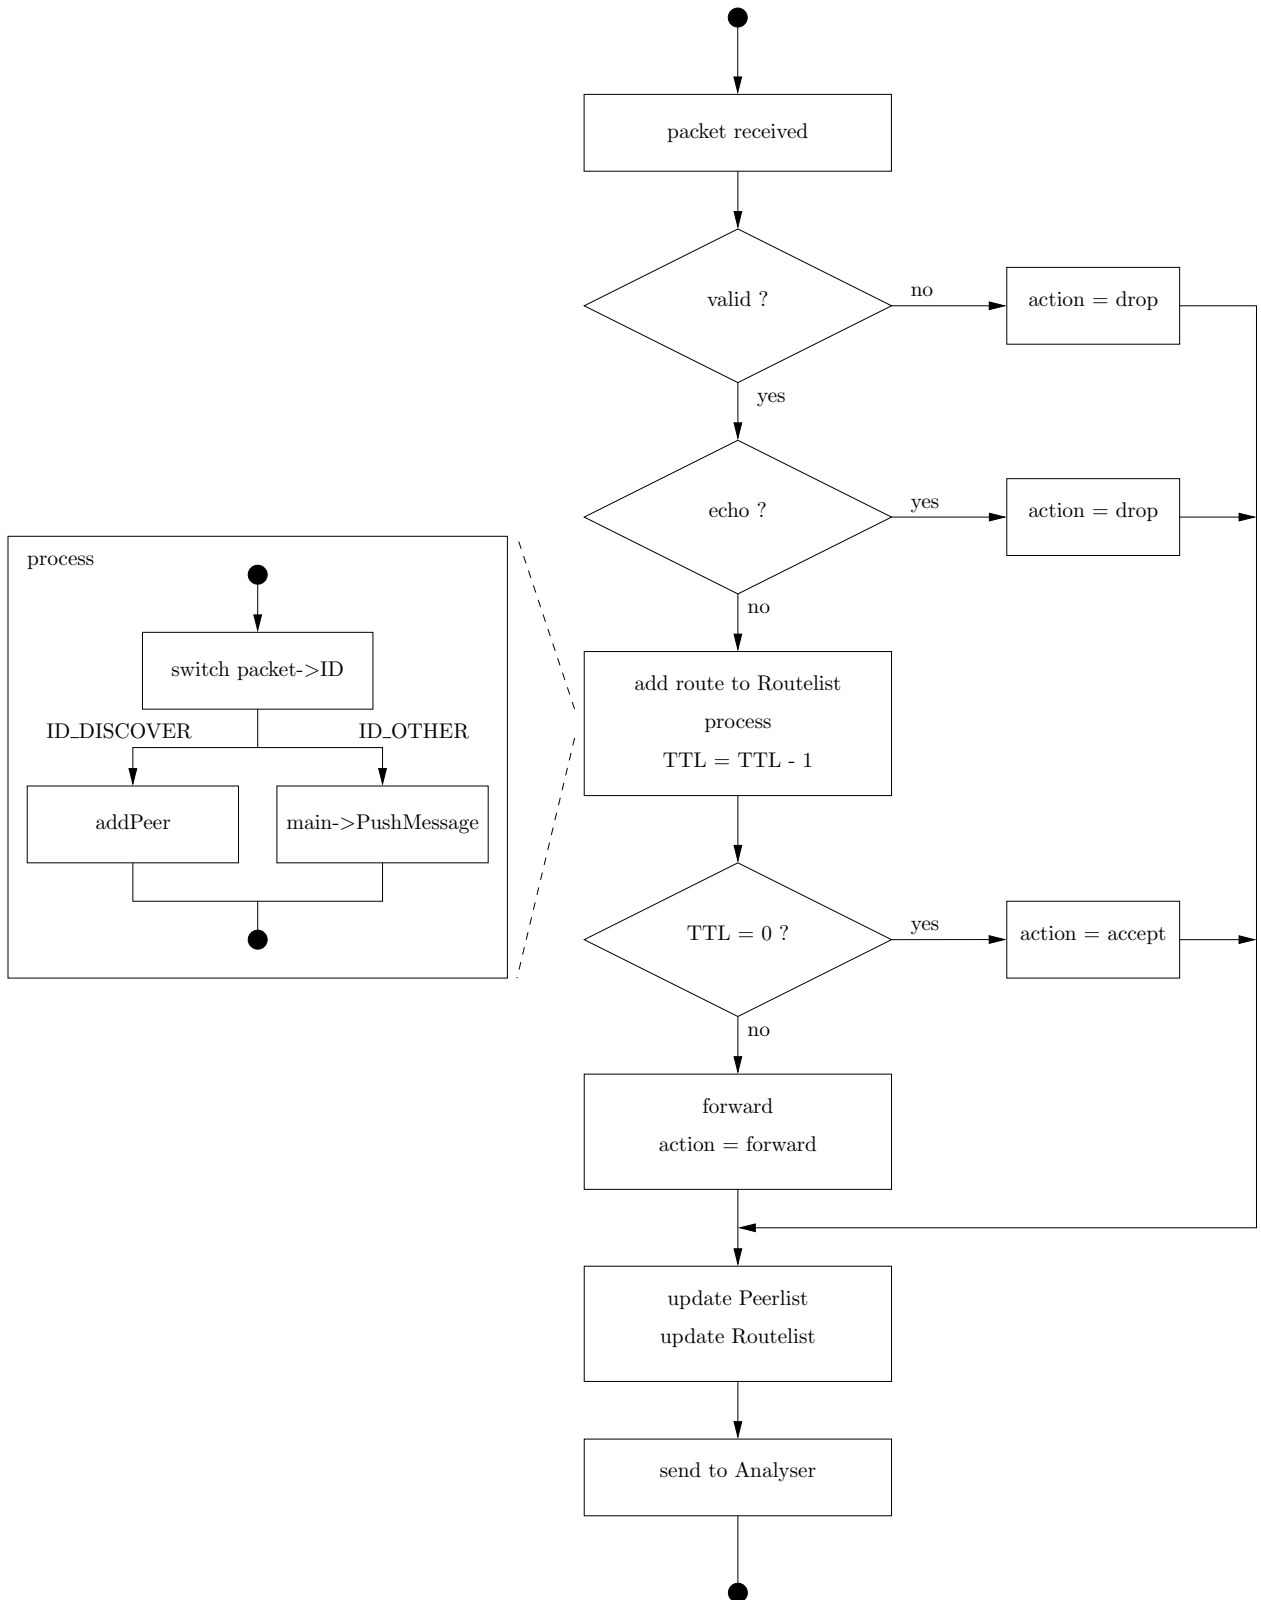 packet received
valid ?
no
action = drop
yes
echo ?
yes
action = drop
no
add route to Routelist
process
TTL = TTL - 1
process
switch packet->ID
ID_DISCOVER
ID_OTHER
addPeer
main->PushMessage
TTL = 0 ?
yes
action = accept
no
forward
action = forward
update Peerlist
update Routelist
send to Analyser